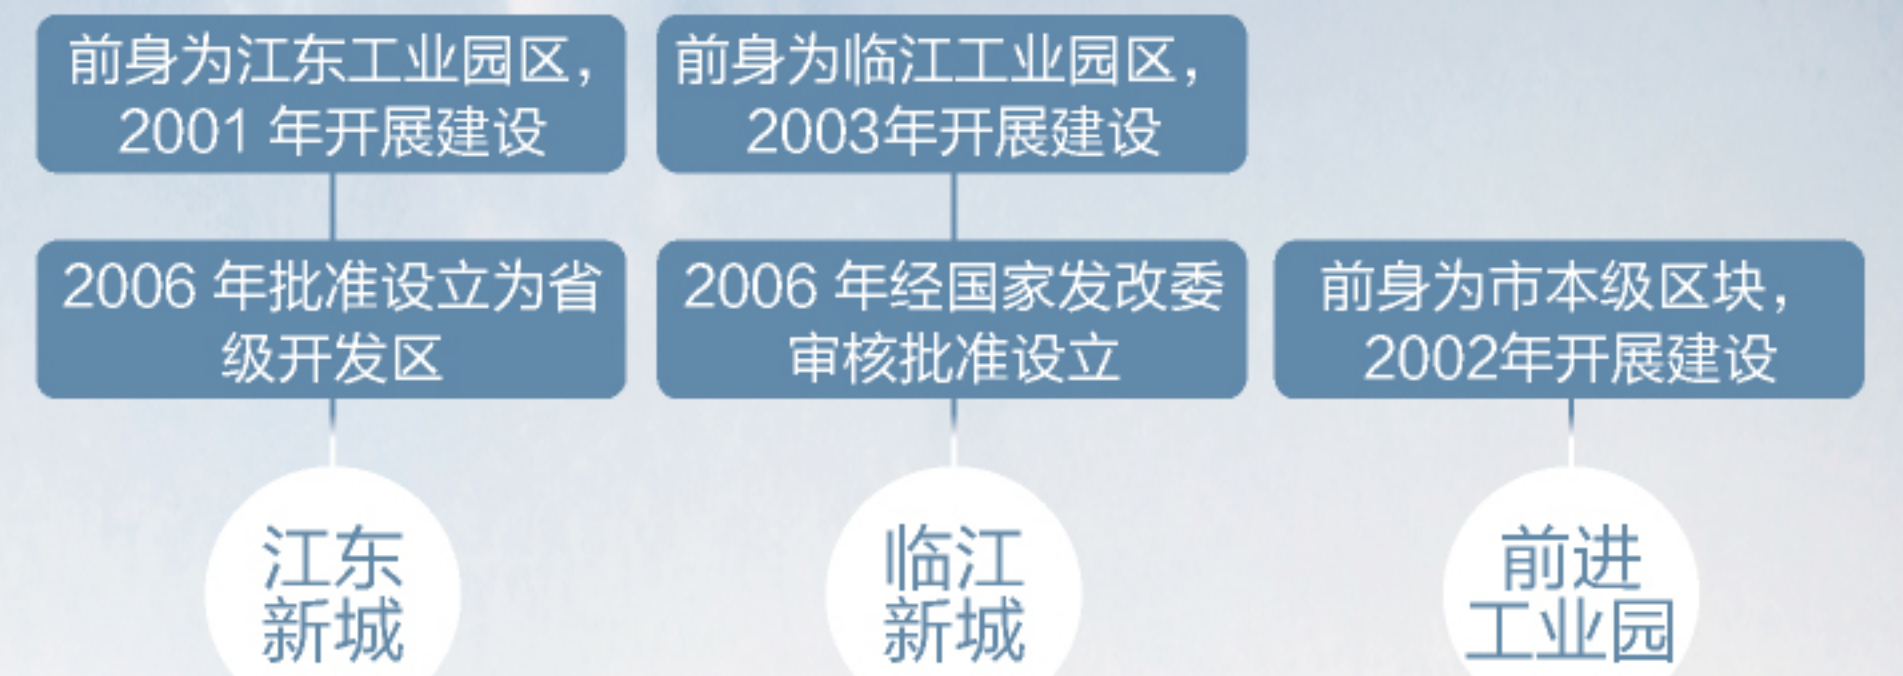 前身为江东工业园区，
2001 年开展建设
前身为临江工业园区，
2003年开展建设
2006 年批准设立为省
级开发区
2006 年经国家发改委
审核批准设立
前身为市本级区块，
2002年开展建设
江东
新城
临江
新城
前进
工业园